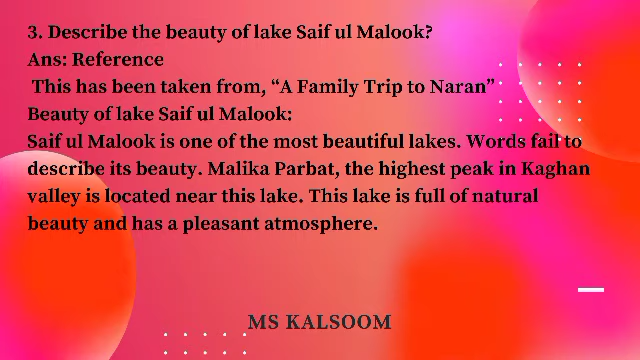 3. Describe the beauty of lake Saif ul Malook?
Ans: Reference
This has been taken from, “A Family Trip to Naran”
Beauty of lake Saif ul Malook:
Saif ul Malook is one of the most beautiful lakes. Words fail to
describe its beauty. Malika Parbat, the highest peak in Kaghan
valley is located near this lake. This lake is full of natural
beauty and has a pleasant atmosphere.
MS KALSOOM